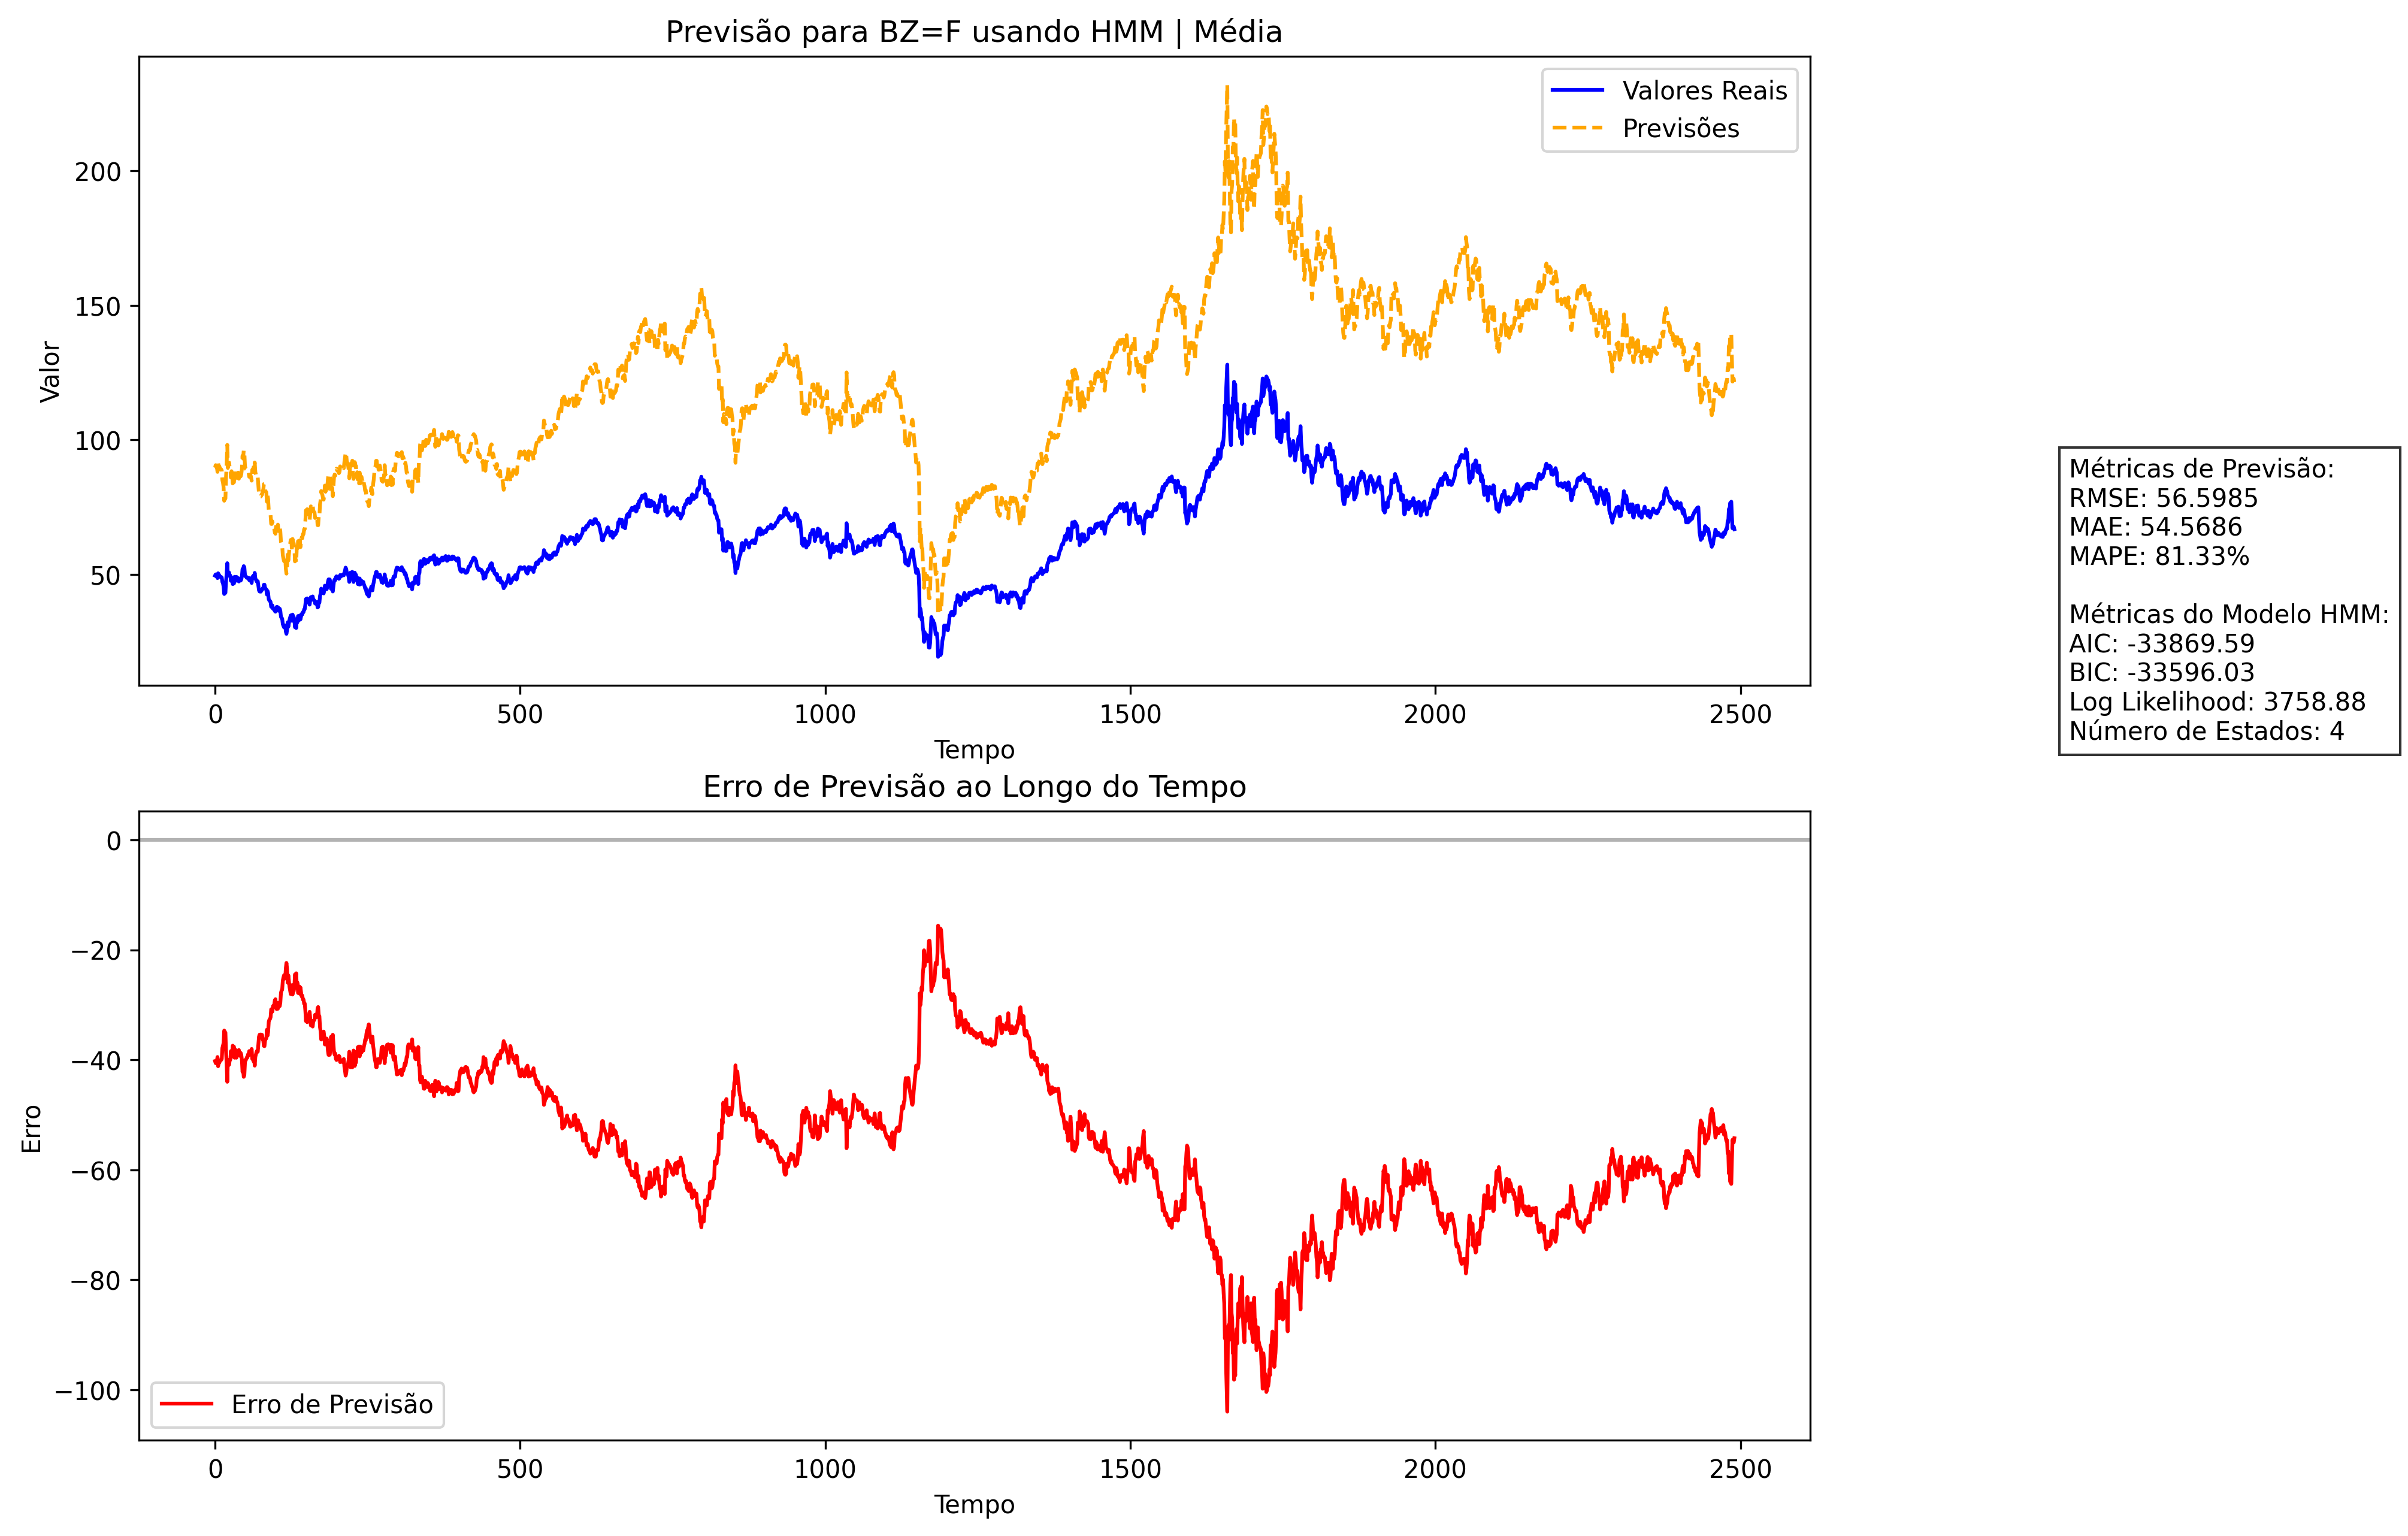 Previsão para BZ=F usando HMM | Média
Valores Reais
Previsões
Valor
200
150
100
50
0
500
1000
1500
2000
2500
Tempo
Métricas de Previsão:
RMSE: 56.5985
MAE: 54.5686
MAPE: 81.33%
Métricas do Modelo HMM:
AIC: -33869.59
BIC: -33596.03
Log Likelihood: 3758.88
Número de Estados: 4
Erro de Previsão ao Longo do Tempo
Erro
0
−20
−40
−60
−80
−100
Erro de Previsão
0
500
1000
1500
2000
2500
Tempo